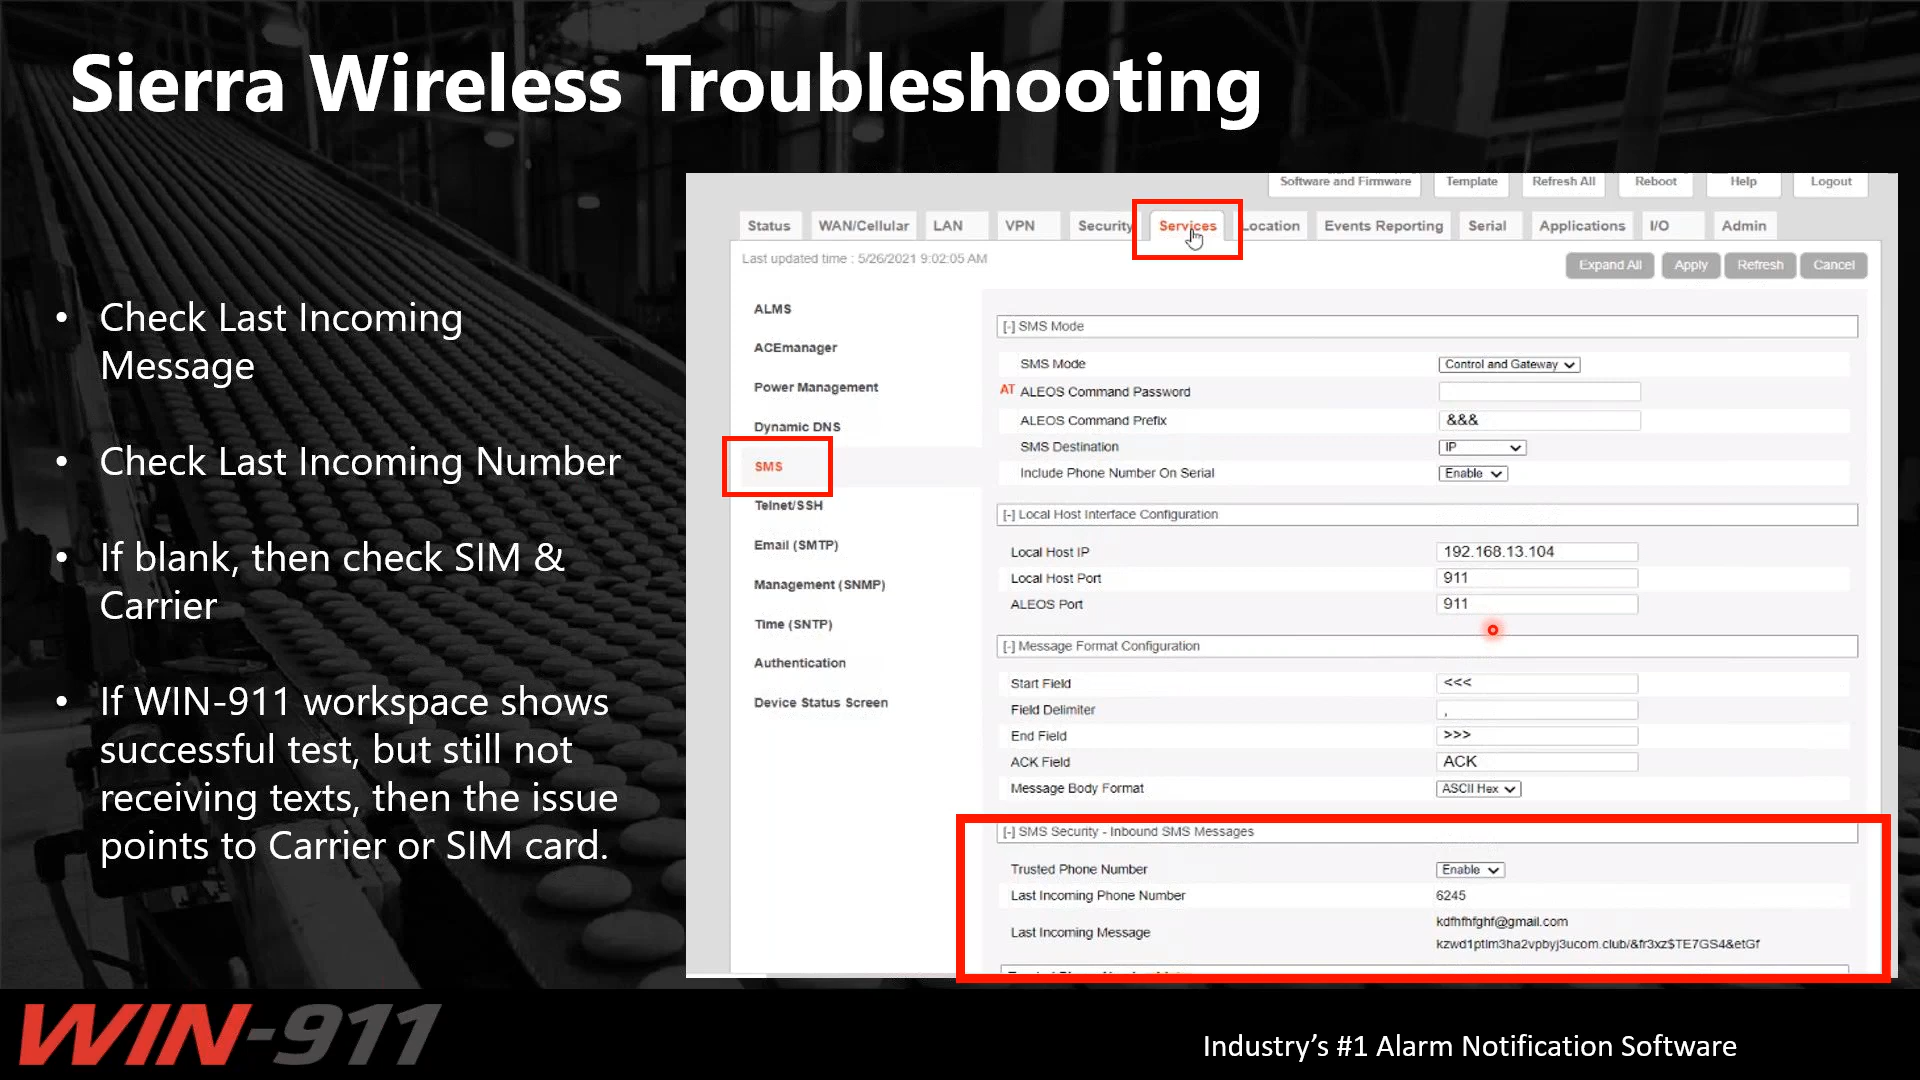 Sierra Wireless Troubleshooting
• Check Last Incoming
Message
• Check Last Incoming Number
• If blank, then check SIM &
Carrier
• If WIN-911 workspace shows
successful test, but still not
receiving texts, then the issue
points to Carrier or SIM card.
Software and Firmware Template Refresh All Reboot Help Logout
Status WAN/Cellular LAN VPN Security Services Location Events Reporting Serial Applications I/O Admin
Last updated time : 5/26/2021 9:02:05 AM
Expand All Apply Refresh Cancel
ALMS
ACEmanager
Power Management
Dynamic DNS
SMS
Telnet/SSH
Email (SMTP)
Management (SNMP)
Time (SNTP)
Authentication
Device Status Screen
[-] SMS Mode
SMS Mode Control and Gateway
AT ALEOS Command Password
ALEOS Command Prefix &&&
SMS Destination IP
Include Phone Number On Serial Enable
[-] Local Host Interface Configuration
Local Host IP 192.168.13.104
Local Host Port 911
ALEOS Port 911
[-] Message Format Configuration
Start Field <<<
Field Delimiter ,
End Field >>>
ACK Field ACK
Message Body Format ASCII Hex
[-] SMS Security - Inbound SMS Messages
Trusted Phone Number Enable
Last Incoming Phone Number 6245
Last Incoming Message kdfhfhfghf@gmail.com
kzwd1ptlm3ha2vpbyj3ucom.club/&fr3xz$TE7GS4&etGf
WIN-911
Industry's #1 Alarm Notification Software